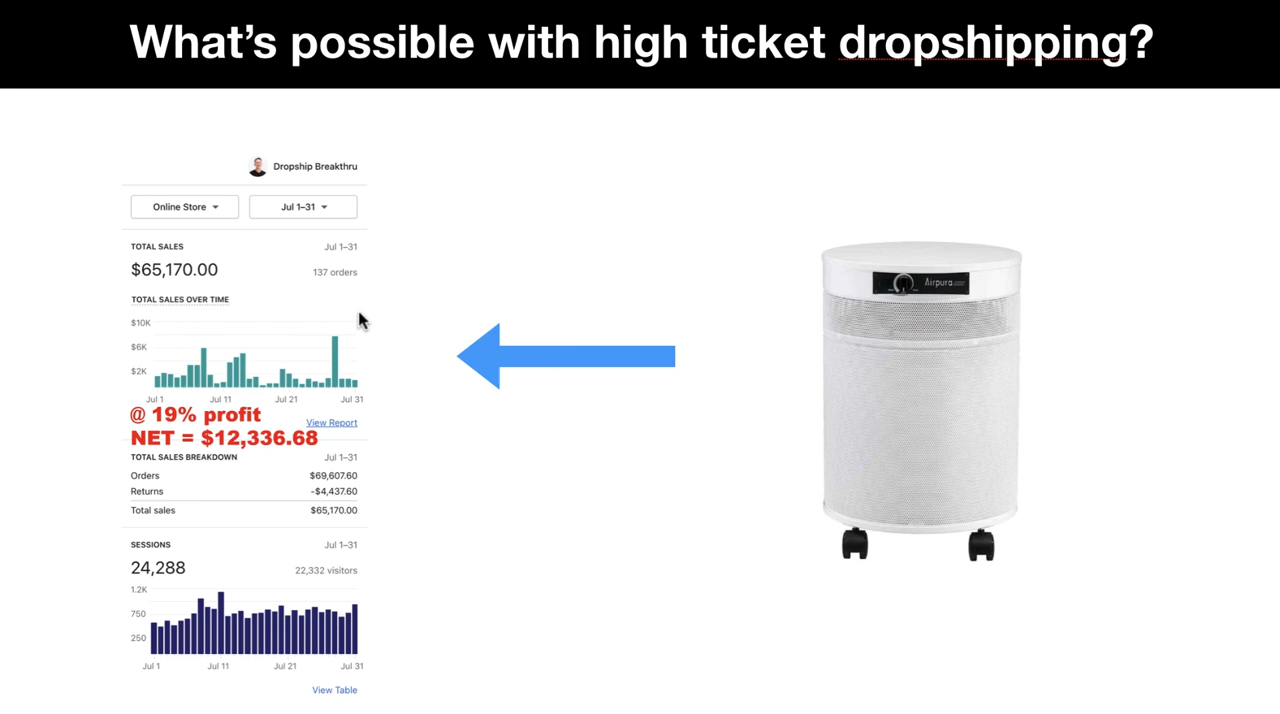 What's possible with high ticket dropshipping?
Dropship Breakthru
Online Store
Jul 1–31
TOTAL SALES
Jul 1–31
$65,170.00
137 orders
TOTAL SALES OVER TIME
$10K
$6K
$2K
Jul 1
Jul 11
Jul 21
Jul 31
@ 19% profit
View Report
NET = $12,336.68
TOTAL SALES BREAKDOWN
Jul 1–31
Orders
$69,607.60
Returns
-$4,437.60
Total sales
$65,170.00
SESSIONS
Jul 1–31
24,288
22,332 visitors
1.2K
750
250
Jul 1
Jul 11
Jul 21
Jul 31
View Table
Airpura